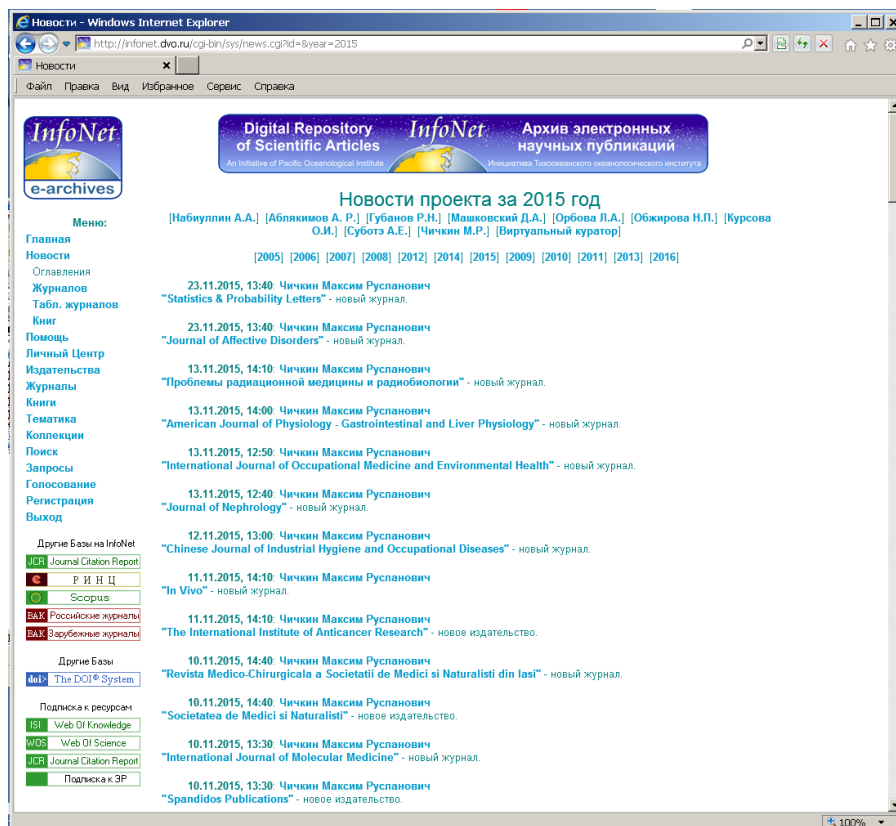 Новости - Windows Internet Explorer
http://infonet.dvo.ru/cgi-bin/sys/news.cgi?id=&year=2015
Новости
Файл Правка Вид Избранное Сервис Справка
InfoNet
e-archives
Digital Repository of Scientific Articles
An Initiative of Pacific Oceanological Institute
InfoNet
Архив электронных научных публикаций
Инициатива Тихоокеанского океанологического института
Меню:
Главная
Новости
Оглавления
Журналов
Табл. журналов
Книг
Помощь
Личный Центр
Издательства
Журналы
Книги
Тематика
Коллекции
Поиск
Запросы
Голосование
Регистрация
Выход
Другие Базы на InfoNet
JCR Journal Citation Report
РИНЦ
Scopus
ВАК Российские журналы
ВАК Зарубежные журналы
Другие Базы
doi> The DOI® System
Подписка к ресурсам
ISI Web Of Knowledge
WOS Web Of Science
JCR Journal Citation Report
Подписка к ЭР
Новости проекта за 2015 год
[Набиуллин А.А.] [Аблякимов А. Р.] [Губанов Р.Н.] [Машковский Д.А.] [Орбова Л.А.] [Обжирова Н.П.] [Курсова
О.И.] [Суботэ А.Е.] [Чичкин М.Р.] [Виртуальный куратор]
[2005] [2006] [2007] [2008] [2012] [2014] [2015] [2009] [2010] [2011] [2013] [2016]
23.11.2015, 13:40: Чичкин Максим Русланович
"Statistics & Probability Letters" - новый журнал.
23.11.2015, 13:40: Чичкин Максим Русланович
"Journal of Affective Disorders" - новый журнал.
13.11.2015, 14:10: Чичкин Максим Русланович
"Проблемы радиационной медицины и радиобиологии" - новый журнал.
13.11.2015, 14:00: Чичкин Максим Русланович
"American Journal of Physiology - Gastrointestinal and Liver Physiology" - новый журнал.
13.11.2015, 12:50: Чичкин Максим Русланович
"International Journal of Occupational Medicine and Environmental Health" - новый журнал.
13.11.2015, 12:40: Чичкин Максим Русланович
"Journal of Nephrology" - новый журнал.
12.11.2015, 13:00: Чичкин Максим Русланович
"Chinese Journal of Industrial Hygiene and Occupational Diseases" - новый журнал.
11.11.2015, 14:10: Чичкин Максим Русланович
"In Vivo" - новый журнал.
11.11.2015, 14:10: Чичкин Максим Русланович
"The International Institute of Anticancer Research" - новое издательство.
10.11.2015, 14:40: Чичкин Максим Русланович
"Revista Medico-Chirurgicala a Societatii de Medici si Naturalisti din Iasi" - новый журнал.
10.11.2015, 14:40: Чичкин Максим Русланович
"Societatea de Medici si Naturalisti" - новое издательство.
10.11.2015, 13:30: Чичкин Максим Русланович
"International Journal of Molecular Medicine" - новый журнал.
10.11.2015, 13:30: Чичкин Максим Русланович
"Spandidos Publications" - новое издательство.
100%